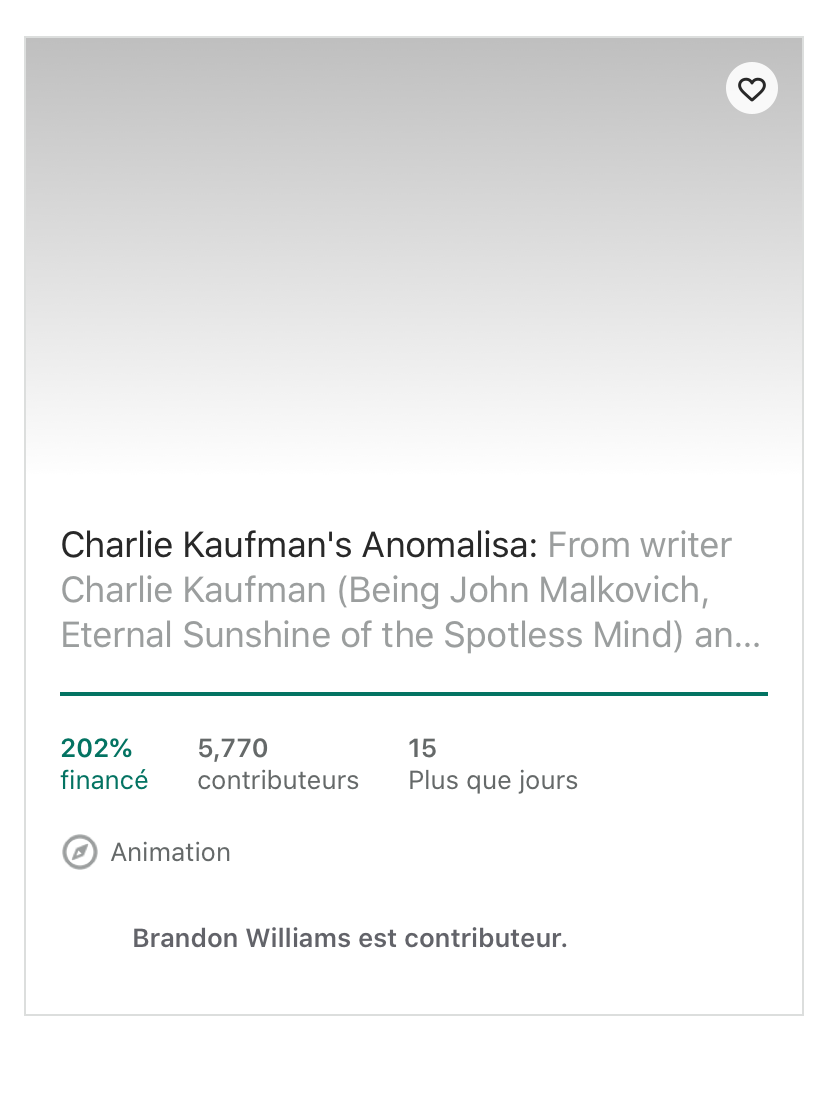 Charlie Kaufman's Anomalisa: From writer
Charlie Kaufman (Being John Malkovich,
Eternal Sunshine of the Spotless Mind) an...
202% 5,770 15
financé contributeurs Plus que jours
Animation
Brandon Williams est contributeur.